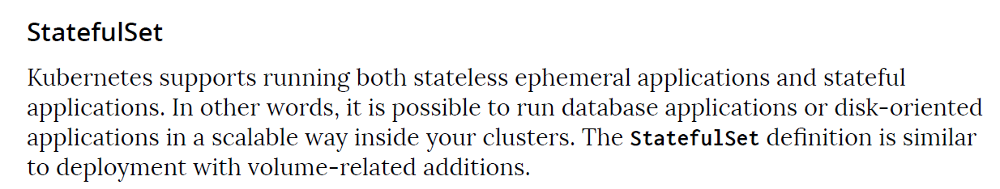 StatefulSet
Kubernetes supports running both stateless ephemeral applications and stateful
applications. In other words, it is possible to run database applications or disk-oriented
applications in a scalable way inside your clusters. The StatefulSet definition is similar
to deployment with volume-related additions.